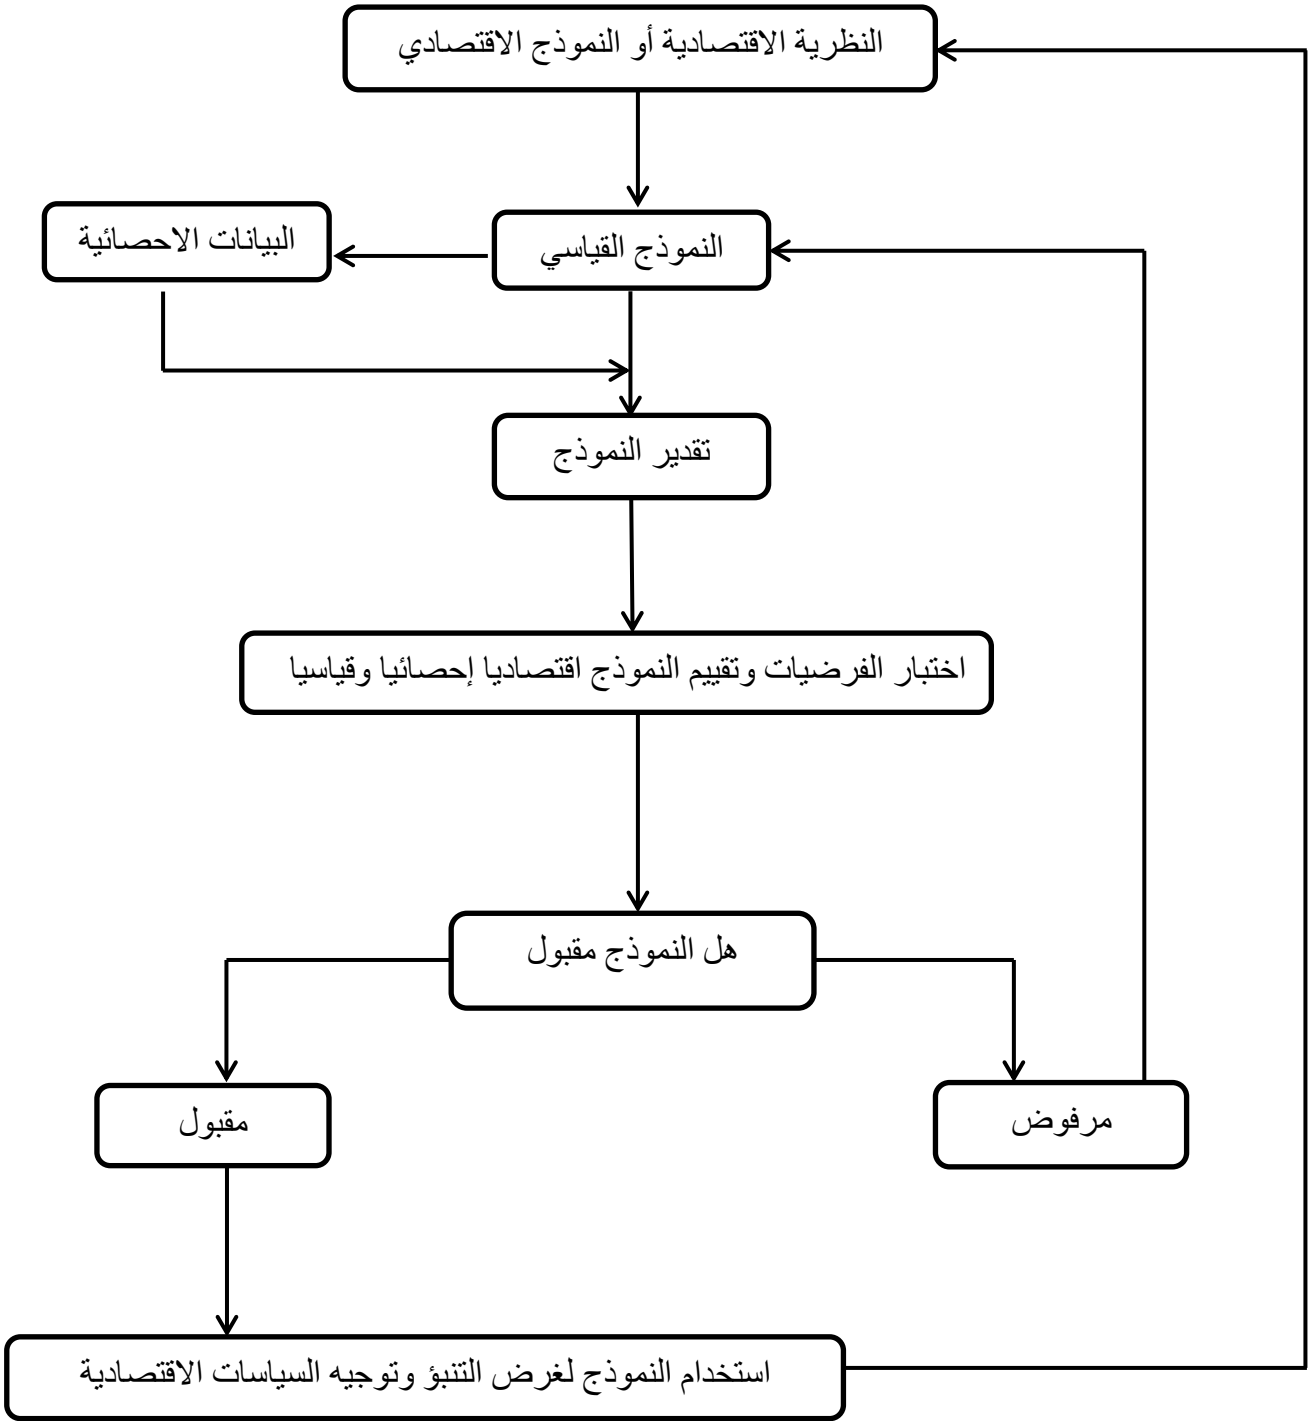 النظرية الاقتصادية أو النموذج الاقتصادي
النموذج القياسي
البيانات الاحصائية
تقدير النموذج
اختبار الفرضيات وتقييم النموذج اقتصاديا إحصائيا وقياسيا
هل النموذج مقبول
مرفوض
مقبول
استخدام النموذج لغرض التنبؤ وتوجيه السياسات الاقتصادية